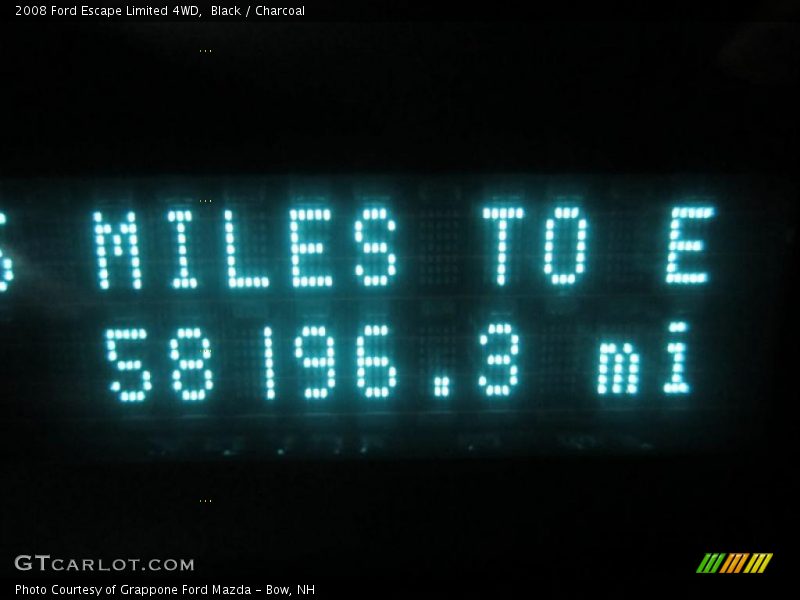 2008 Ford Escape Limited 4WD, Black / Charcoal
MILES TO E
58196.3 mi
GTCARLOT.COM
Photo Courtesy of Grappone Ford Mazda - Bow, NH